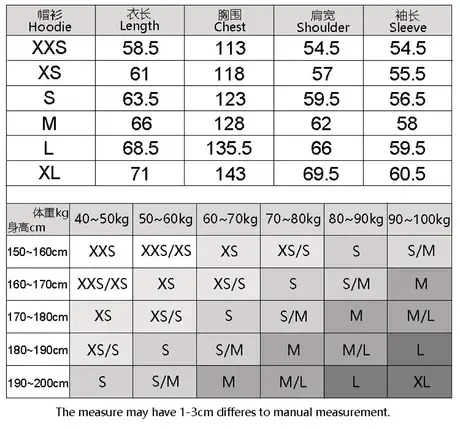 帽衫 衣长 胸围 肩宽 袖长
Hoodie Length Chest Shoulder Sleeve
XXS 58.5 113 54.5 54.5
XS 61 118 57 55.5
S 63.5 123 59.5 56.5
M 66 128 62 58
L 68.5 135.5 66 59.5
XL 71 143 69.5 60.5
体重kg
身高cm 40~50kg 50~60kg 60~70kg 70~80kg 80~90kg 90~100kg
150~160cm XXS XXS/XS XS XS/S S S/M
160~170cm XXS/XS XS XS/S S S/M M
170~180cm XS XS/S S S/M M M/L
180~190cm XS/S S S/M M M/L L
190~200cm S S/M M M/L L XL
The measure may have 1-3cm differes to manual measurement.